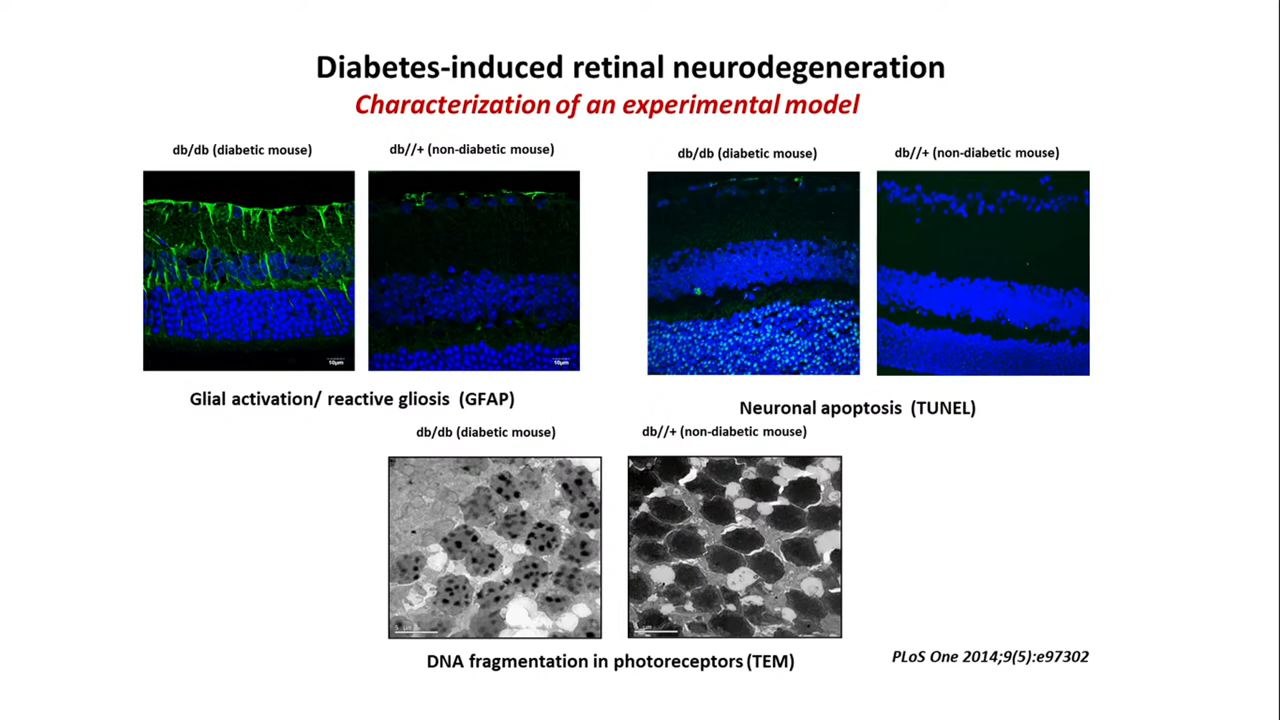 Diabetes-induced retinal neurodegeneration
Characterization of an experimental model
db/db (diabetic mouse)
db//+ (non-diabetic mouse)
db/db (diabetic mouse)
db//+ (non-diabetic mouse)
10µm
10µm
Glial activation/ reactive gliosis (GFAP)
Neuronal apoptosis (TUNEL)
db/db (diabetic mouse)
db//+ (non-diabetic mouse)
DNA fragmentation in photoreceptors (TEM)
PLoS One 2014;9(5):e97302